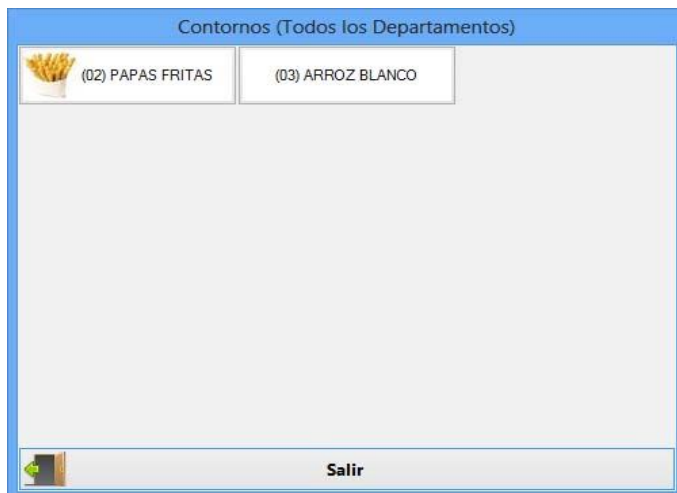 Contornos (Todos los Departamentos)
(02) PAPAS FRITAS
(03) ARROZ BLANCO
Salir